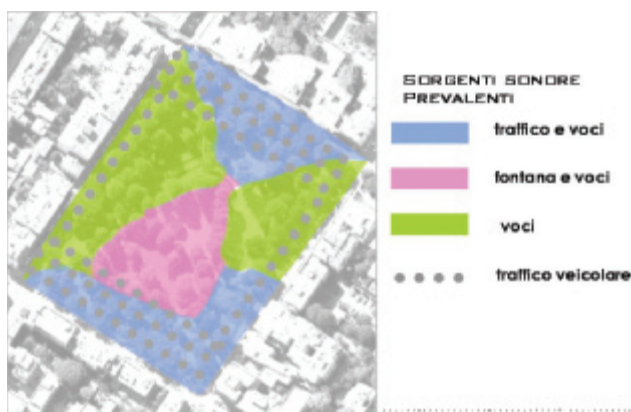 SORGENTI SONORE
PREVALENTI
traffico e voci
fontana e voci
voci
traffico veicolare